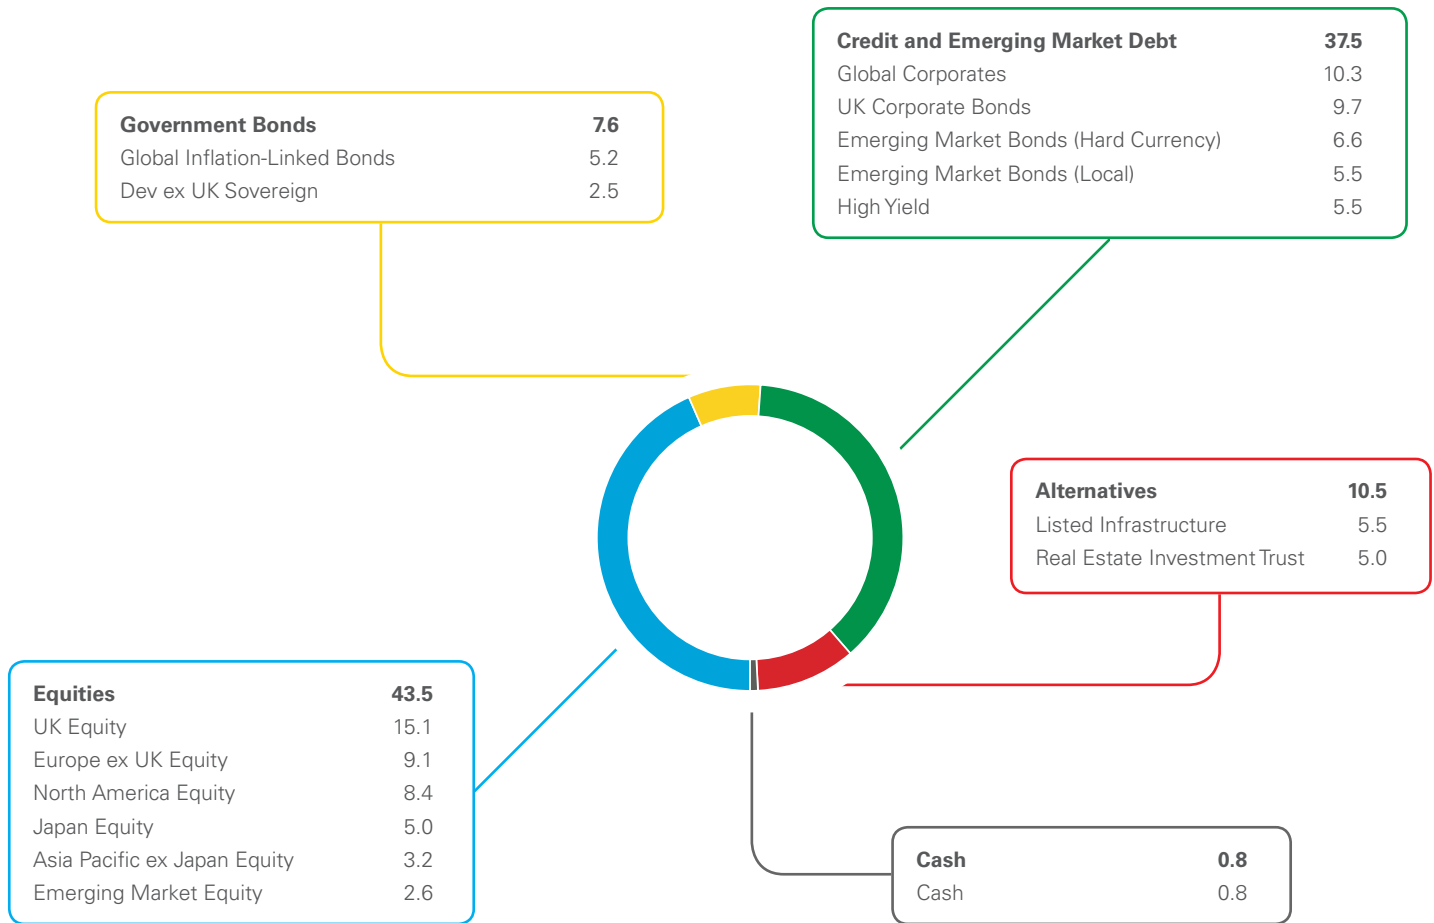 Credit and Emerging Market Debt 37.5
Global Corporates 10.3
UK Corporate Bonds 9.7
Emerging Market Bonds (Hard Currency) 6.6
Emerging Market Bonds (Local) 5.5
High Yield 5.5
Government Bonds 7.6
Global Inflation-Linked Bonds 5.2
Dev ex UK Sovereign 2.5
Alternatives 10.5
Listed Infrastructure 5.5
Real Estate Investment Trust 5.0
Equities 43.5
UK Equity 15.1
Europe ex UK Equity 9.1
North America Equity 8.4
Japan Equity 5.0
Asia Pacific ex Japan Equity 3.2
Emerging Market Equity 2.6
Cash 0.8
Cash 0.8